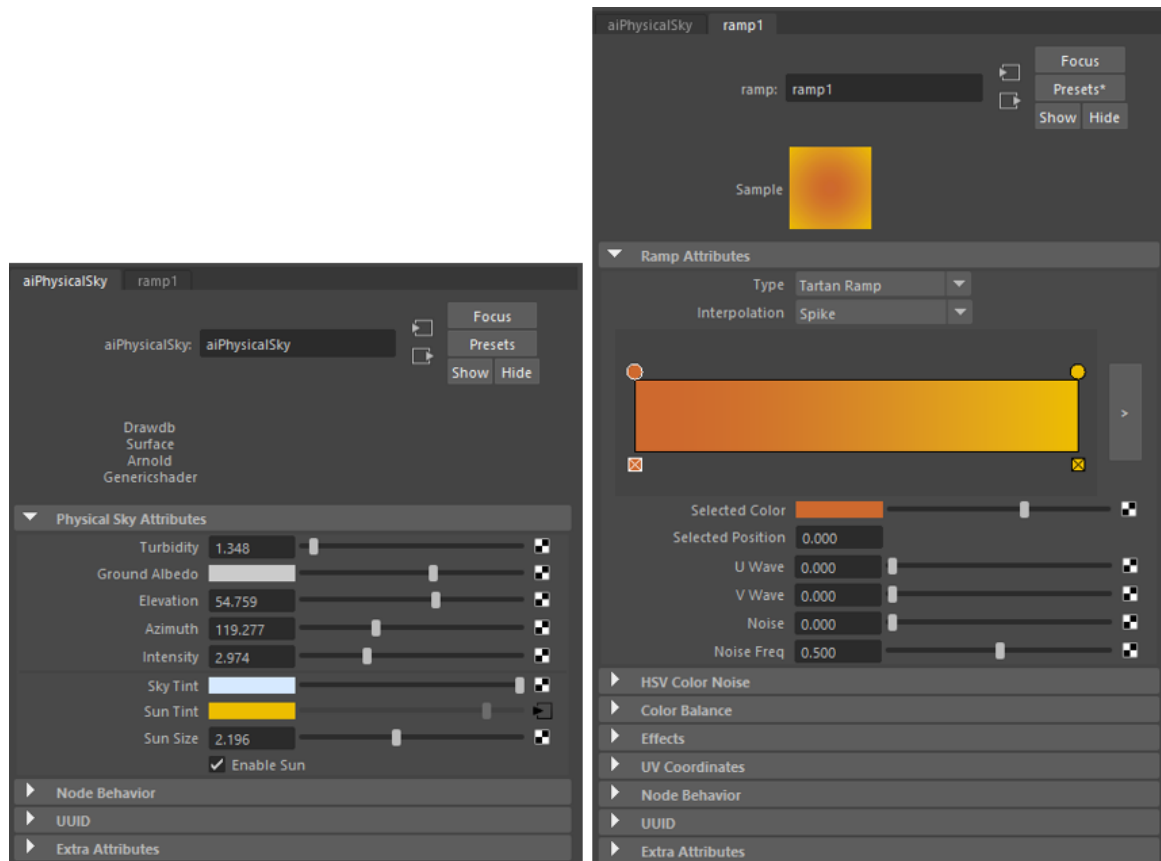 aiPhysicalSky ramp1
aiPhysicalSky: aiPhysicalSky
Focus
Presets
Show Hide
Drawdb
Surface
Arnold
Genericshader
Physical Sky Attributes
Turbidity 1.348
Ground Albedo
Elevation 54.759
Azimuth 119.277
Intensity 2.974
Sky Tint
Sun Tint
Sun Size 2.196
Enable Sun
Node Behavior
UUID
Extra Attributes
aiPhysicalSky ramp1
ramp: ramp1
Focus
Presets*
Show Hide
Sample
Ramp Attributes
Type Tartan Ramp
Interpolation Spike
>
Selected Color
Selected Position 0.000
U Wave 0.000
V Wave 0.000
Noise 0.000
Noise Freq 0.500
HSV Color Noise
Color Balance
Effects
UV Coordinates
Node Behavior
UUID
Extra Attributes